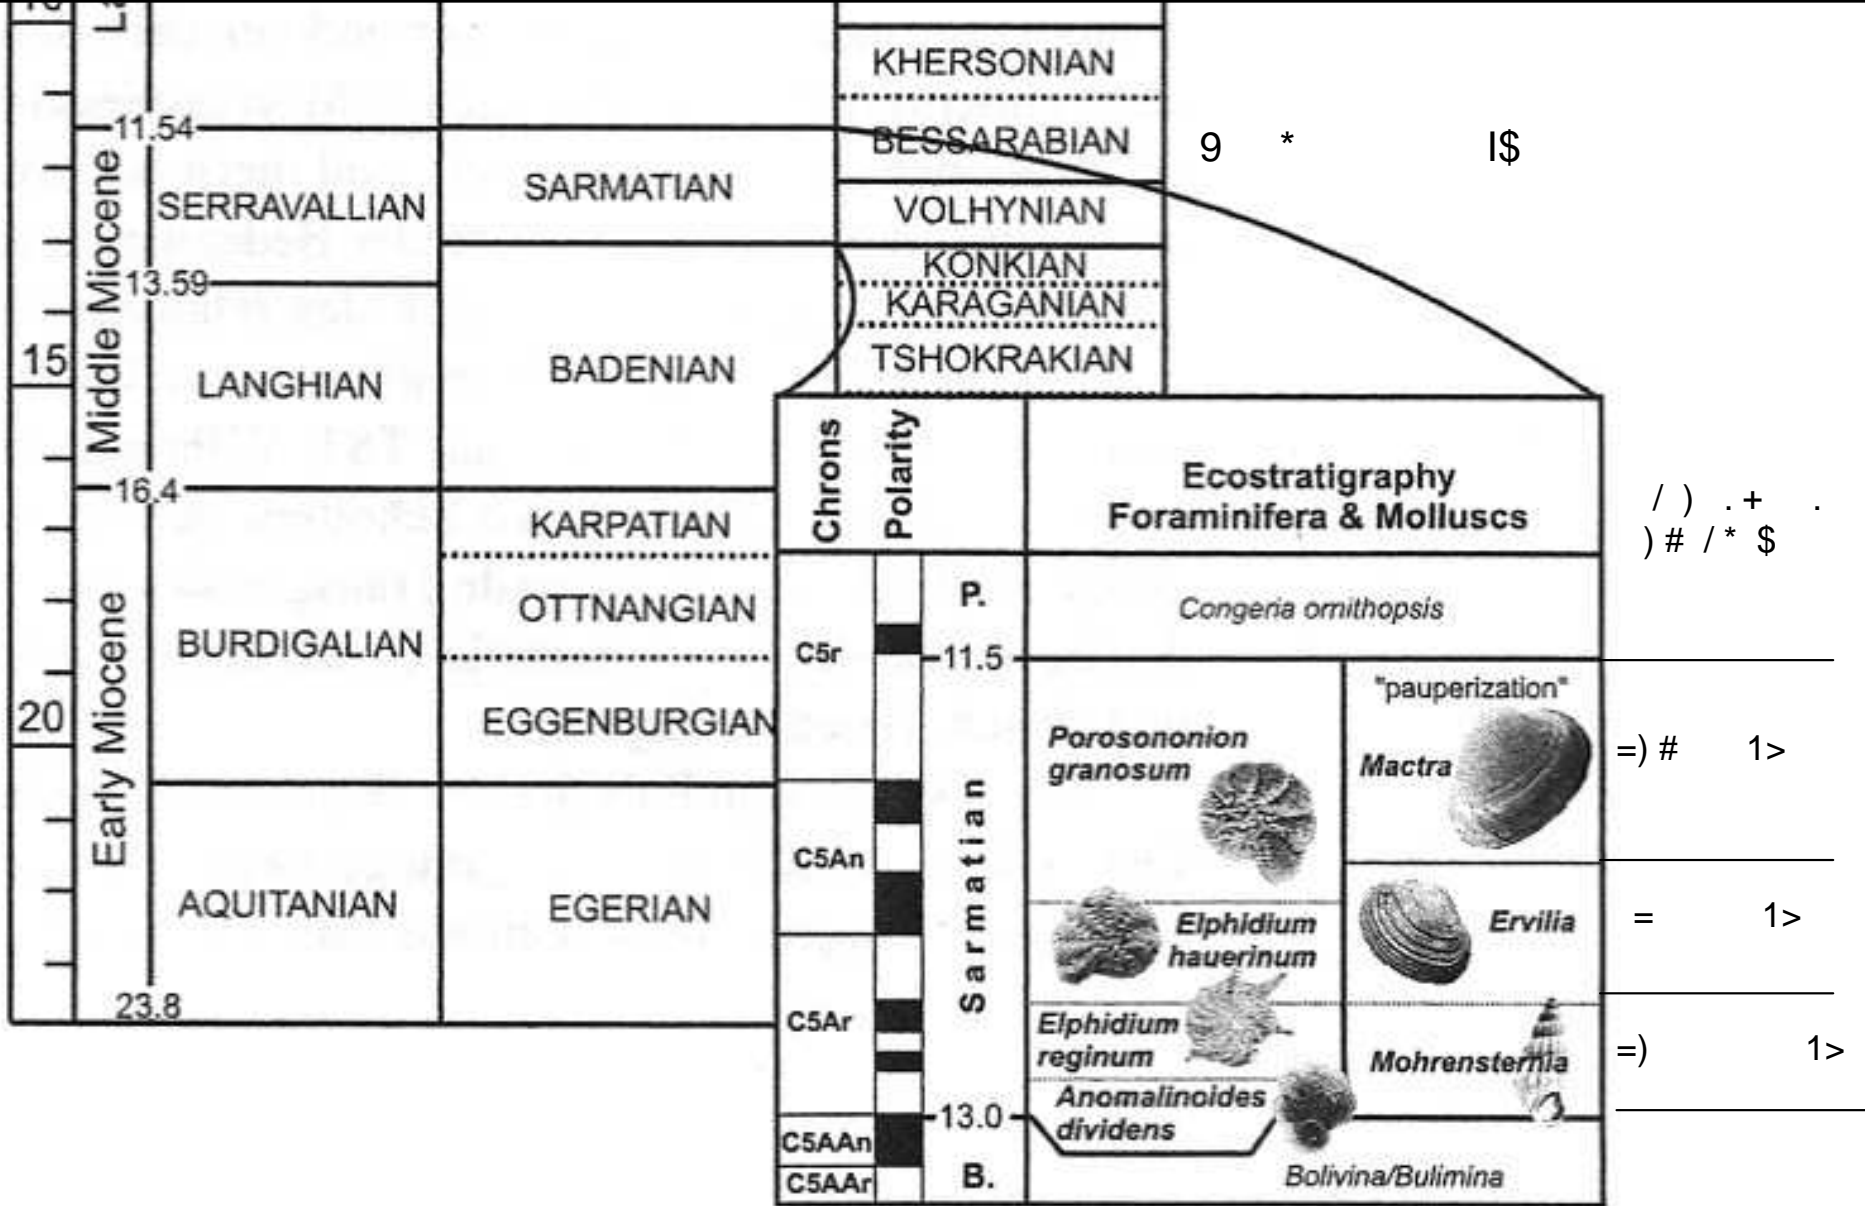 KHERSONIAN
11.54
BESSARABIAN
9 * I$
SERRAVALLIAN
SARMATIAN
VOLHYNIAN
KONKIAN
13.59
KARAGANIAN
Middle Miocene
15
LANGHIAN
BADENIAN
TSHOKRAKIAN
Chrons
Polarity
Ecostratigraphy
Foraminifera & Molluscs
/ ) . + .
) # / * $
16.4
KARPATIAN
OTTNANGIAN
P.
Congeria ornithopsis
BURDIGALIAN
C5r
11.5
"pauperization"
20
EGGENBURGIAN
Early Miocene
Porosononion
granosum
Mactra
=) # 1>
Sarmatian
C5An
AQUITANIAN
EGERIAN
Elphidium
hauerinum
Ervilia
= 1>
23.8
C5Ar
Elphidium
reginum
Mohrensternia
=) 1>
Anomalinoides
dividens
13.0
C5AAn
C5AAr
B.
Bolivina/Bulimina